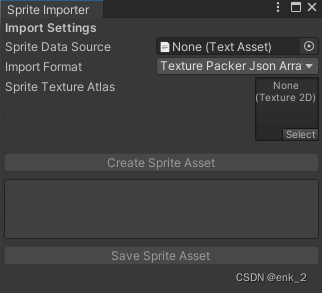 Sprite Importer
Import Settings
Sprite Data Source
None (Text Asset)
Import Format
Texture Packer Json Arra
Sprite Texture Atlas
None
(Texture 2D)
Select
Create Sprite Asset
Save Sprite Asset
CSDN @enk_2